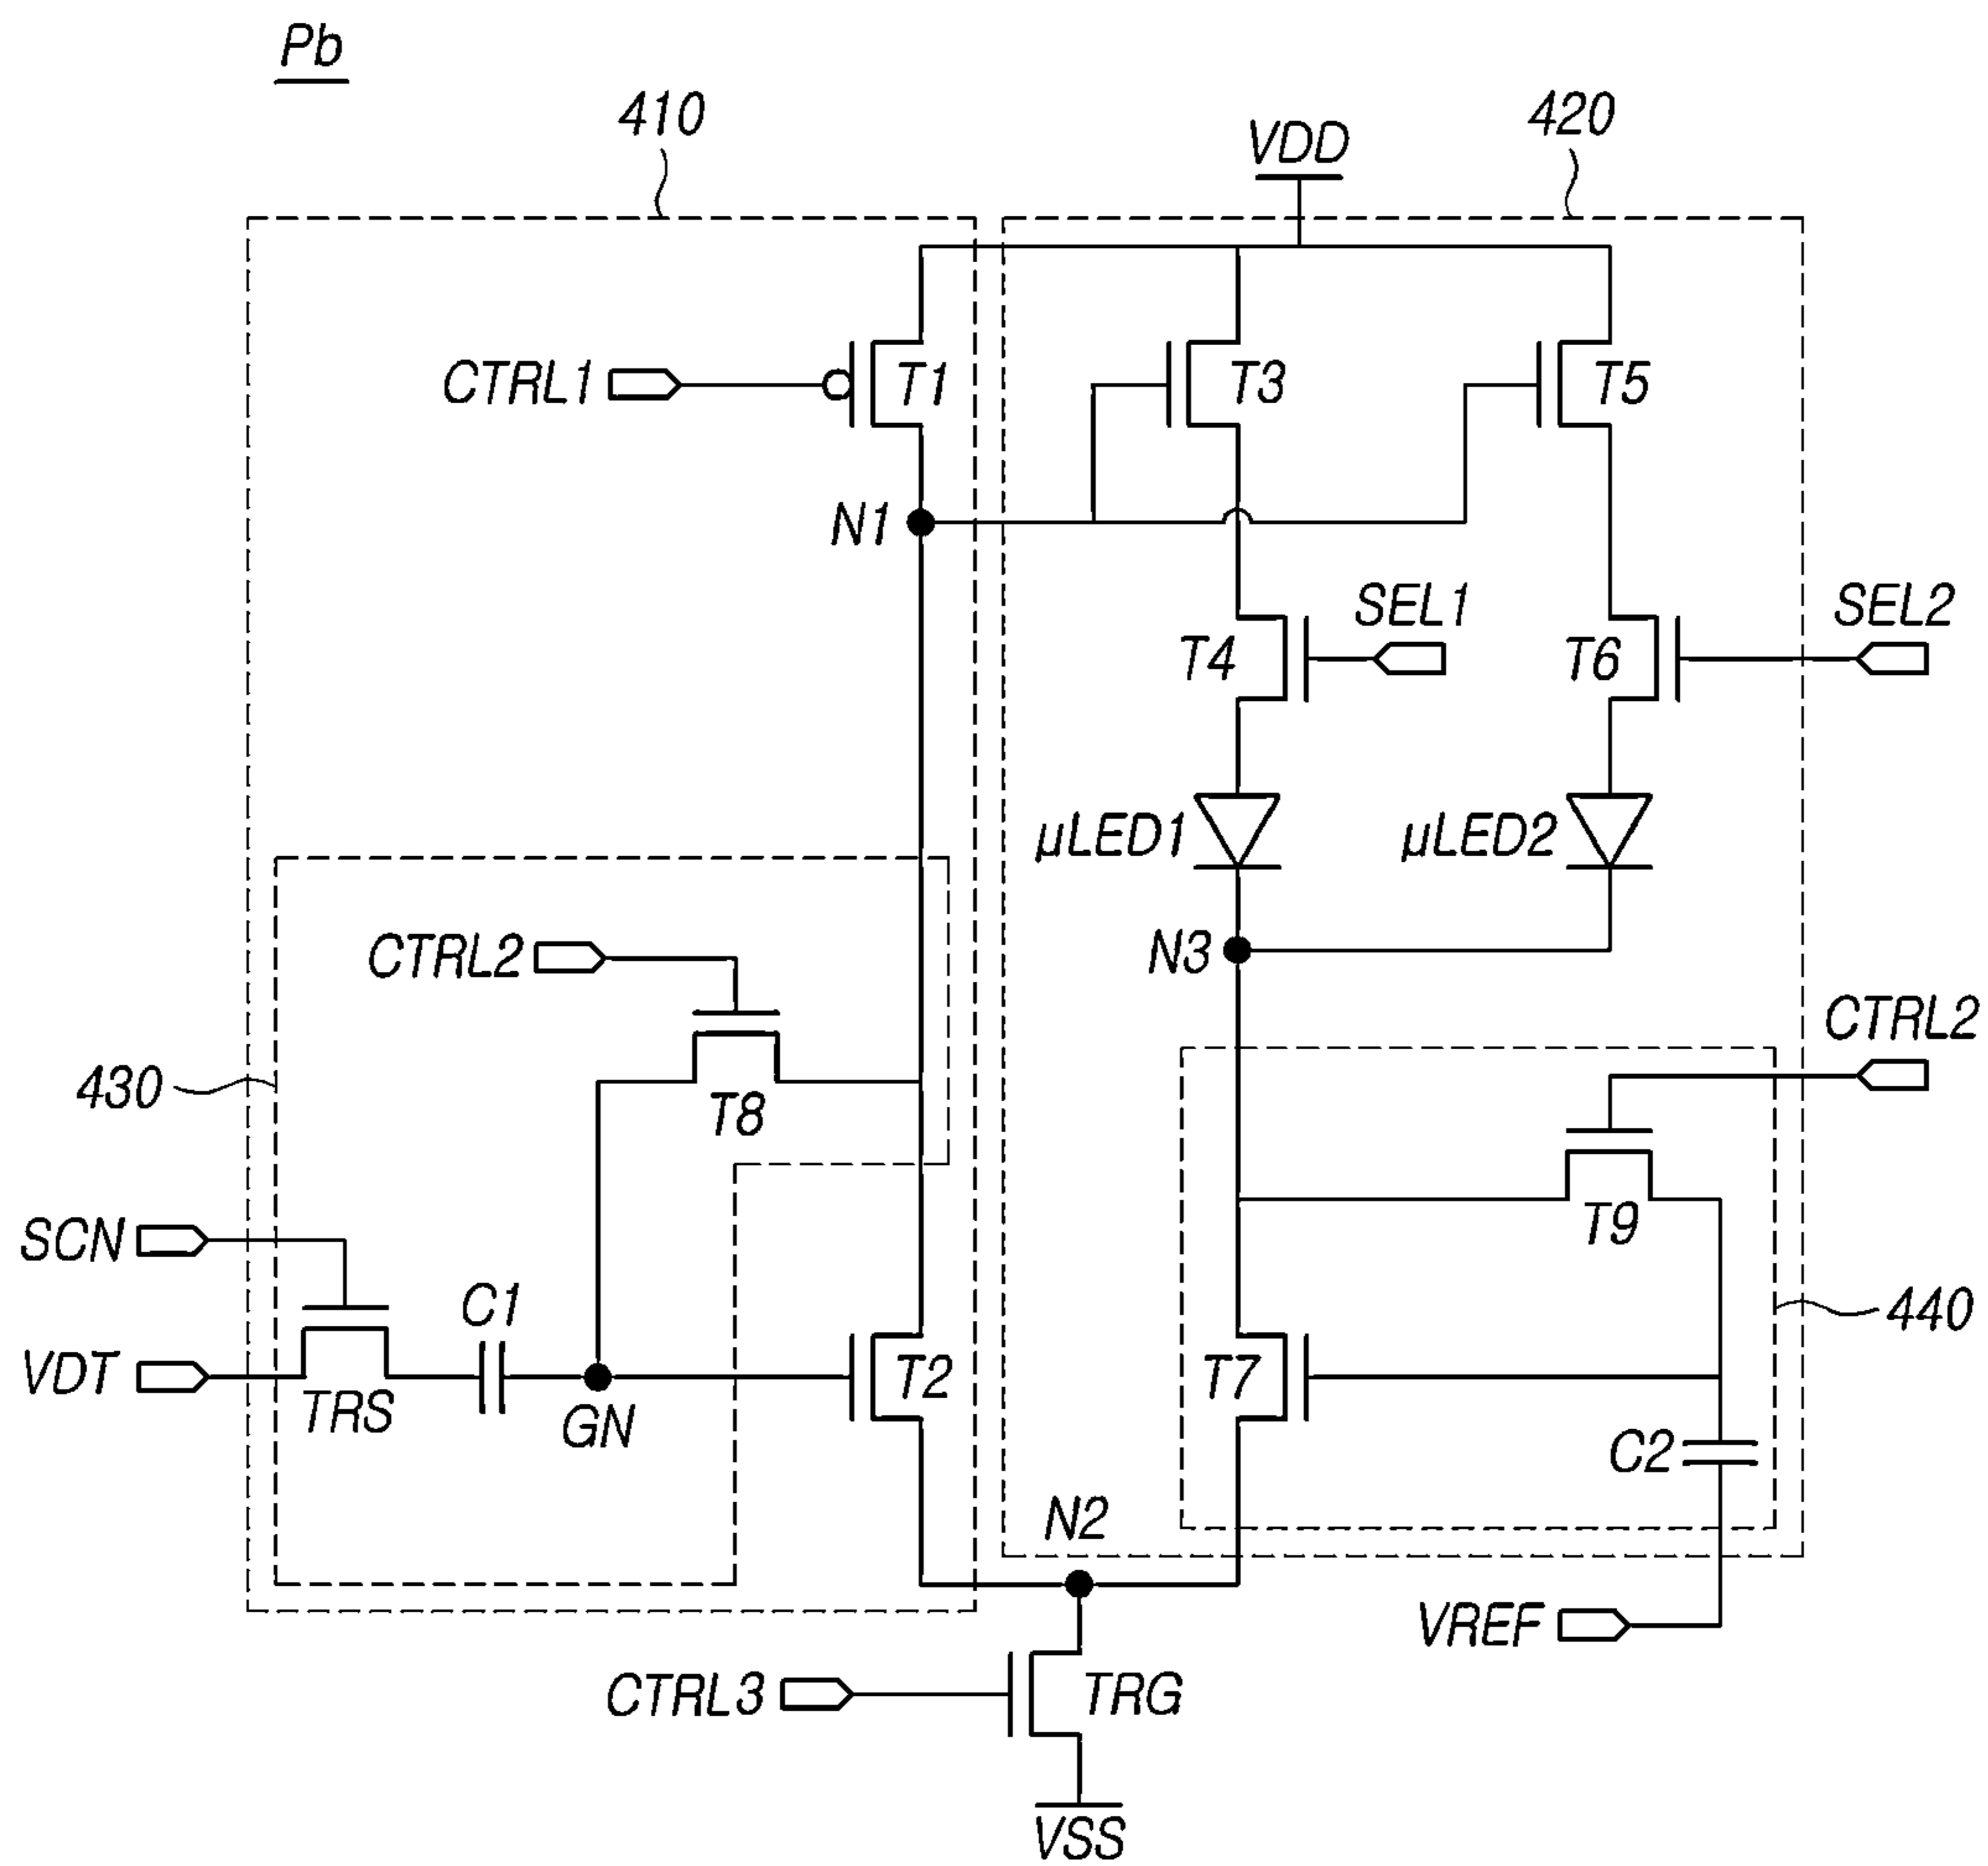 Pb
410
420
VDD
CTRL1
T1
T3
T5
N1
SEL1
SEL2
T4
T6
μLED1
μLED2
CTRL2
N3
CTRL2
430
T8
SCN
T9
C1
440
VDT
TRS
GN
T2
T7
C2
N2
VREF
CTRL3
TRG
VSS